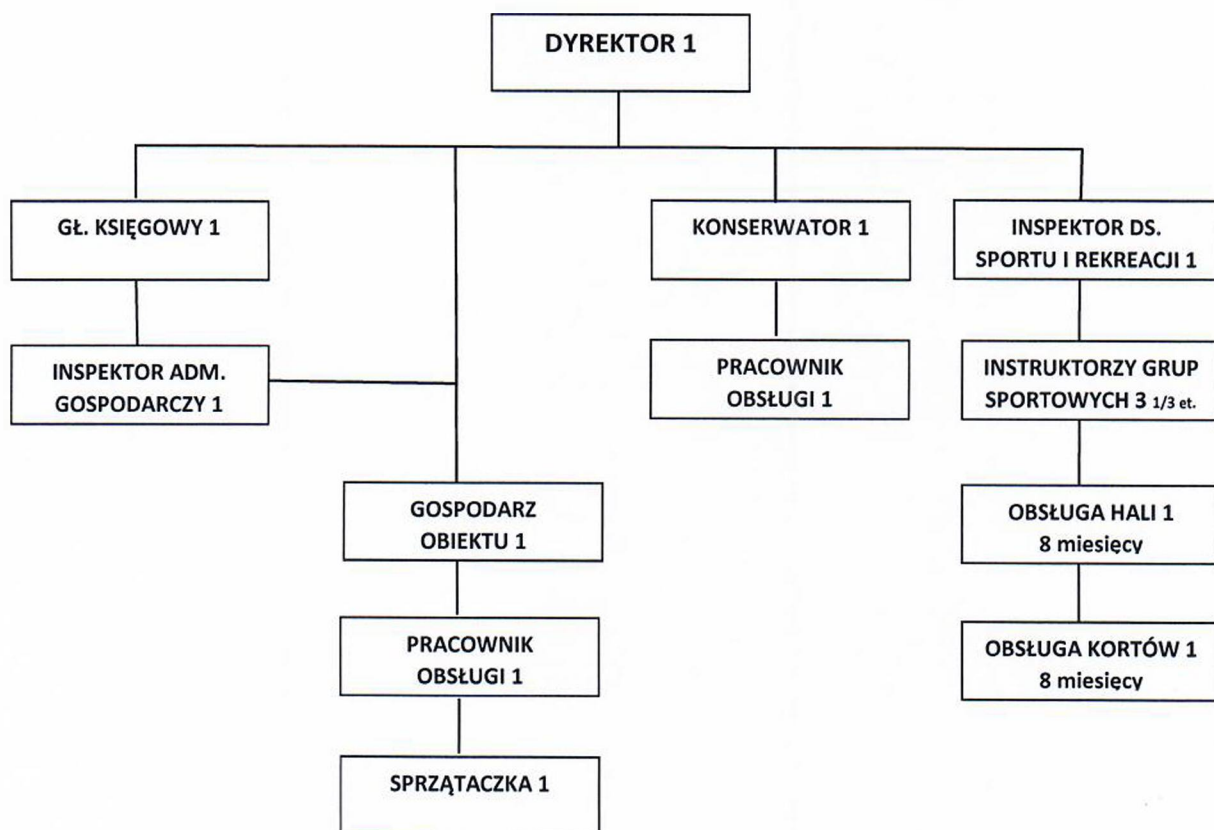 DYREKTOR 1
GŁ. KSIĘGOWY 1
KONSERWATOR 1
INSPEKTOR DS.
SPORTU I REKREACJI 1
INSPEKTOR ADM.
GOSPODARCZY 1
PRACOWNIK
OBSŁUGI 1
INSTRUKTORZY GRUP
SPORTOWYCH 3 1/3 et.
GOSPODARZ
OBIEKTU 1
OBSŁUGA HALI 1
8 miesięcy
PRACOWNIK
OBSŁUGI 1
OBSŁUGA KORTÓW 1
8 miesięcy
SPRZĄTACZKA 1